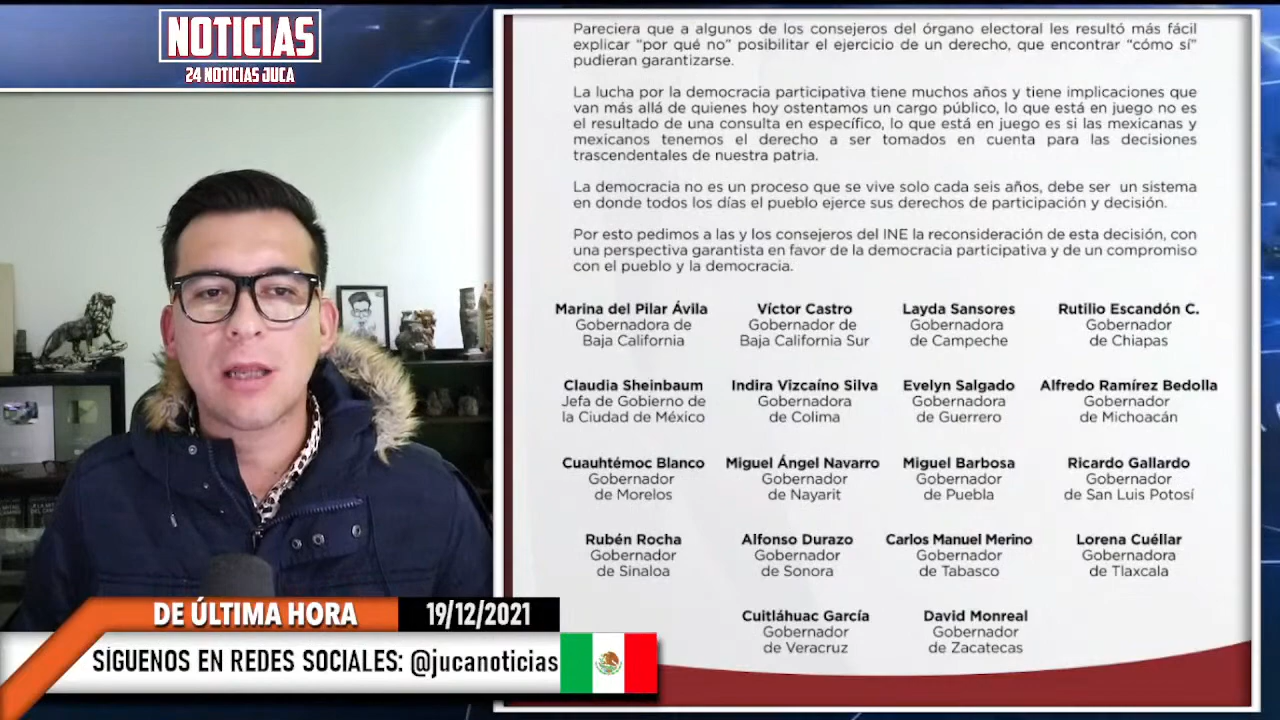 NOTICIAS
24 NOTICIAS JUCA
Pareciera que a algunos de los consejeros del órgano electoral les resultó más fácil
explicar “por qué no” posibilitar el ejercicio de un derecho, que encontrar “cómo sí”
pudieran garantizarse.
La lucha por la democracia participativa tiene muchos años y tiene implicaciones que
van más allá de quienes hoy ostentamos un cargo público, lo que está en juego no es
el resultado de una consulta en específico, lo que está en juego es si las mexicanas y
mexicanos tenemos el derecho a ser tomados en cuenta para las decisiones
trascendentales de nuestra patria.
La democracia no es un proceso que se vive solo cada seis años, debe ser un sistema
en donde todos los días el pueblo ejerce sus derechos de participación y decisión.
Por esto pedimos a las y los consejeros del INE la reconsideración de esta decisión, con
una perspectiva garantista en favor de la democracia participativa y de un compromiso
con el pueblo y la democracia.
Marina del Pilar Ávila
Gobernadora de
Baja California
Víctor Castro
Gobernador de
Baja California Sur
Layda Sansores
Gobernadora
de Campeche
Rutilio Escandón C.
Gobernador
de Chiapas
Claudia Sheinbaum
Jefa de Gobierno de
la Ciudad de México
Indira Vizcaíno Silva
Gobernadora
de Colima
Evelyn Salgado
Gobernadora
de Guerrero
Alfredo Ramírez Bedolla
Gobernador
de Michoacán
Cuauhtémoc Blanco
Gobernador
de Morelos
Miguel Ángel Navarro
Gobernador
de Nayarit
Miguel Barbosa
Gobernador
de Puebla
Ricardo Gallardo
Gobernador
de San Luis Potosí
Rubén Rocha
Gobernador
de Sinaloa
Alfonso Durazo
Gobernador
de Sonora
Carlos Manuel Merino
Gobernador
de Tabasco
Lorena Cuéllar
Gobernadora
de Tlaxcala
Cuitláhuac García
Gobernador
de Veracruz
David Monreal
Gobernador
de Zacatecas
DE ÚLTIMA HORA
19/12/2021
SÍGUENOS EN REDES SOCIALES: @jucanoticias